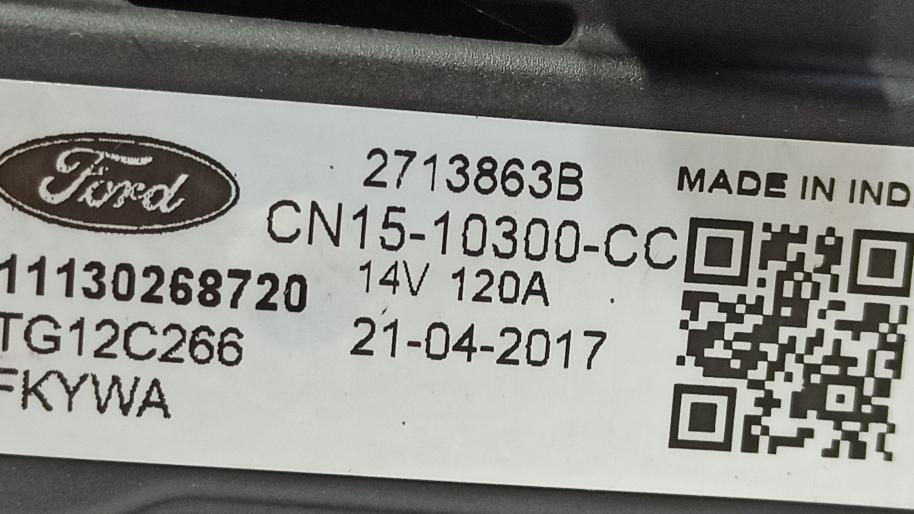 Ford
2713863B
MADE IN IND
CN15-10300-CC
11130268720
14V 120A
TG12C266
21-04-2017
FKYWA